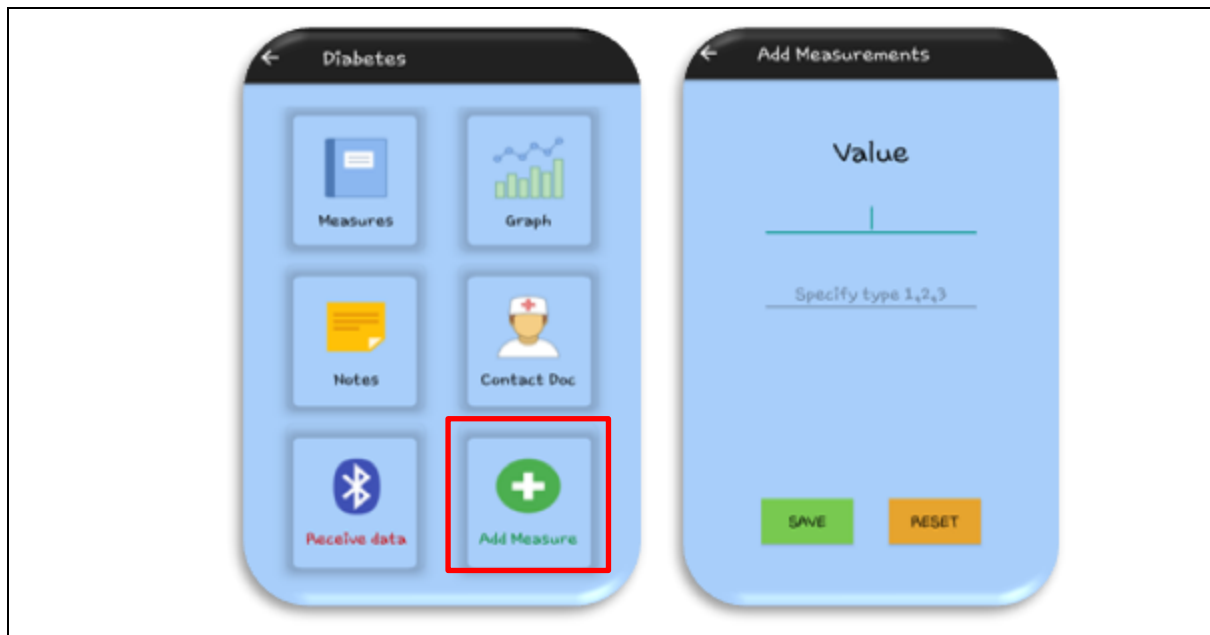 Diabetes
Measures
Graph
Notes
Contact Doc
Receive data
Add Measure
Add Measurements
Value
Specify type 1,2,3
SAVE
RESET